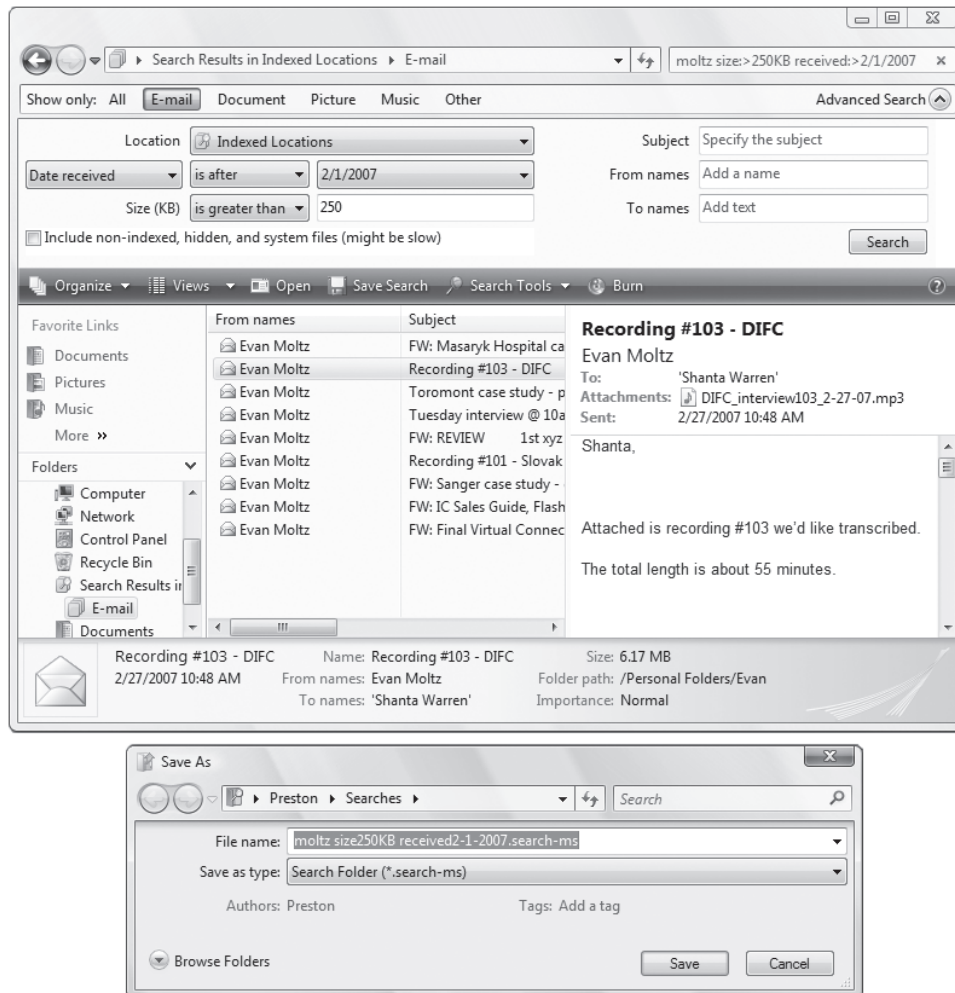 Search Results in Indexed Locations E-mail
moltz size:>250KB received:>2/1/2007
Show only: All E-mail Document Picture Music Other Advanced Search
Location Indexed Locations Subject Specify the subject
Date received is after 2/1/2007 From names Add a name
Size (KB) is greater than 250 To names Add text
Include non-indexed, hidden, and system files (might be slow) Search
Organize Views Open Save Search Search Tools Burn ?
Favorite Links
Documents
Pictures
Music
More »
Folders
Computer
Network
Control Panel
Recycle Bin
Search Results in
E-mail
Documents
From names Subject
Evan Moltz FW: Masaryk Hospital ca
Evan Moltz Recording #103 - DIFC
Evan Moltz Toromont case study - p
Evan Moltz Tuesday interview @ 10a
Evan Moltz FW: REVIEW 1st xyz
Evan Moltz Recording #101 - Slovak
Evan Moltz FW: Sanger case study -
Evan Moltz FW: IC Sales Guide, Flash
Evan Moltz FW: Final Virtual Connec
Recording #103 - DIFC
Evan Moltz
To: 'Shanta Warren'
Attachments: DIFC_interview103_2-27-07.mp3
Sent: 2/27/2007 10:48 AM
Shanta,
Attached is recording #103 we'd like transcribed.
The total length is about 55 minutes.
Recording #103 - DIFC Name: Recording #103 - DIFC Size: 6.17 MB
2/27/2007 10:48 AM From names: Evan Moltz Folder path: /Personal Folders/Evan
To names: 'Shanta Warren' Importance: Normal
Save As
Preston Searches Search
File name: moltz size250KB received2-1-2007.search-ms
Save as type: Search Folder (*.search-ms)
Authors: Preston Tags: Add a tag
Browse Folders Save Cancel